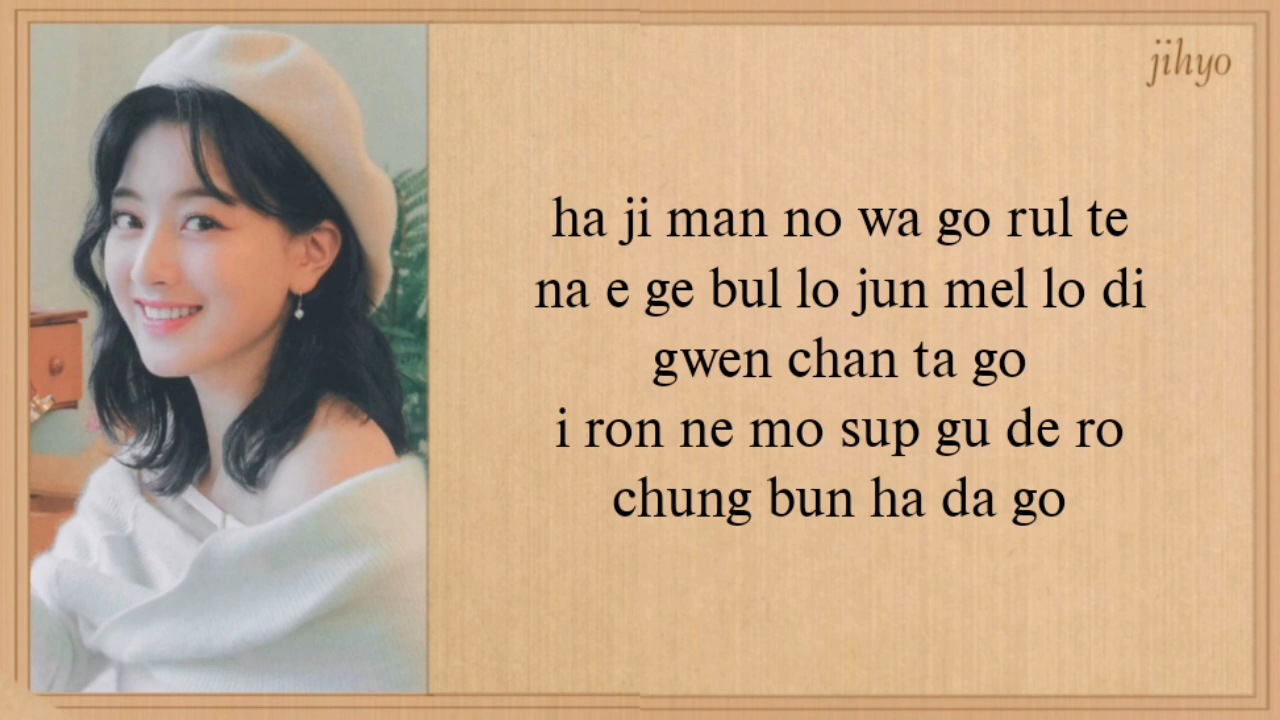 jihyo
ha ji man no wa go rul te
na e ge bul lo jun mel lo di
gwen chan ta go
i ron ne mo sup gu de ro
chung bun ha da go